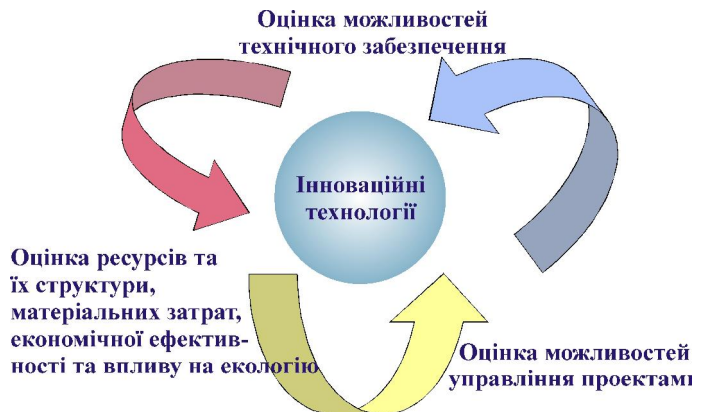 Оцінка можливостей
технічного забезпечення
Інноваційні
технології
Оцінка ресурсів та
їх структури,
матеріальних затрат,
економічної ефектив-
ності та впливу на екологію
Оцінка можливостей
управління проектами